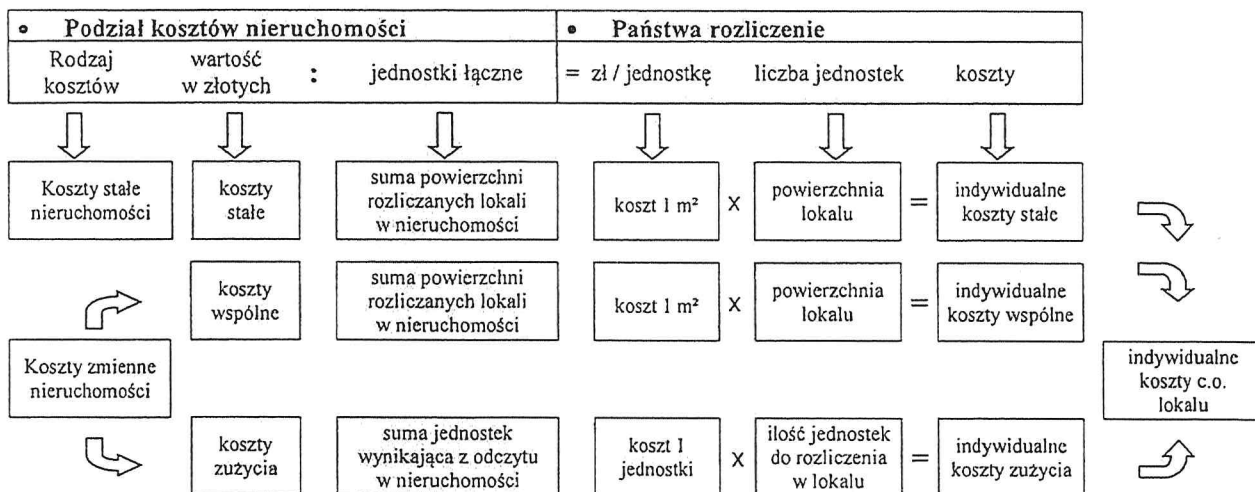 • Podział kosztów nieruchomości
• Państwa rozliczenie
Rodzaj
kosztów
wartość
w złotych
:
jednostki łączne
= zł / jednostkę
liczba jednostek
koszty
Koszty stałe
nieruchomości
koszty
stałe
suma powierzchni
rozliczanych lokali
w nieruchomości
koszt 1 m²
X
powierzchnia
lokalu
=
indywidualne
koszty stałe
koszty
wspólne
suma powierzchni
rozliczanych lokali
w nieruchomości
koszt 1 m²
X
powierzchnia
lokalu
=
indywidualne
koszty wspólne
Koszty zmienne
nieruchomości
indywidualne
koszty c.o.
lokalu
koszty
zużycia
suma jednostek
wynikająca z odczytu
w nieruchomości
koszt 1
jednostki
X
ilość jednostek
do rozliczenia
w lokalu
=
indywidualne
koszty zużycia